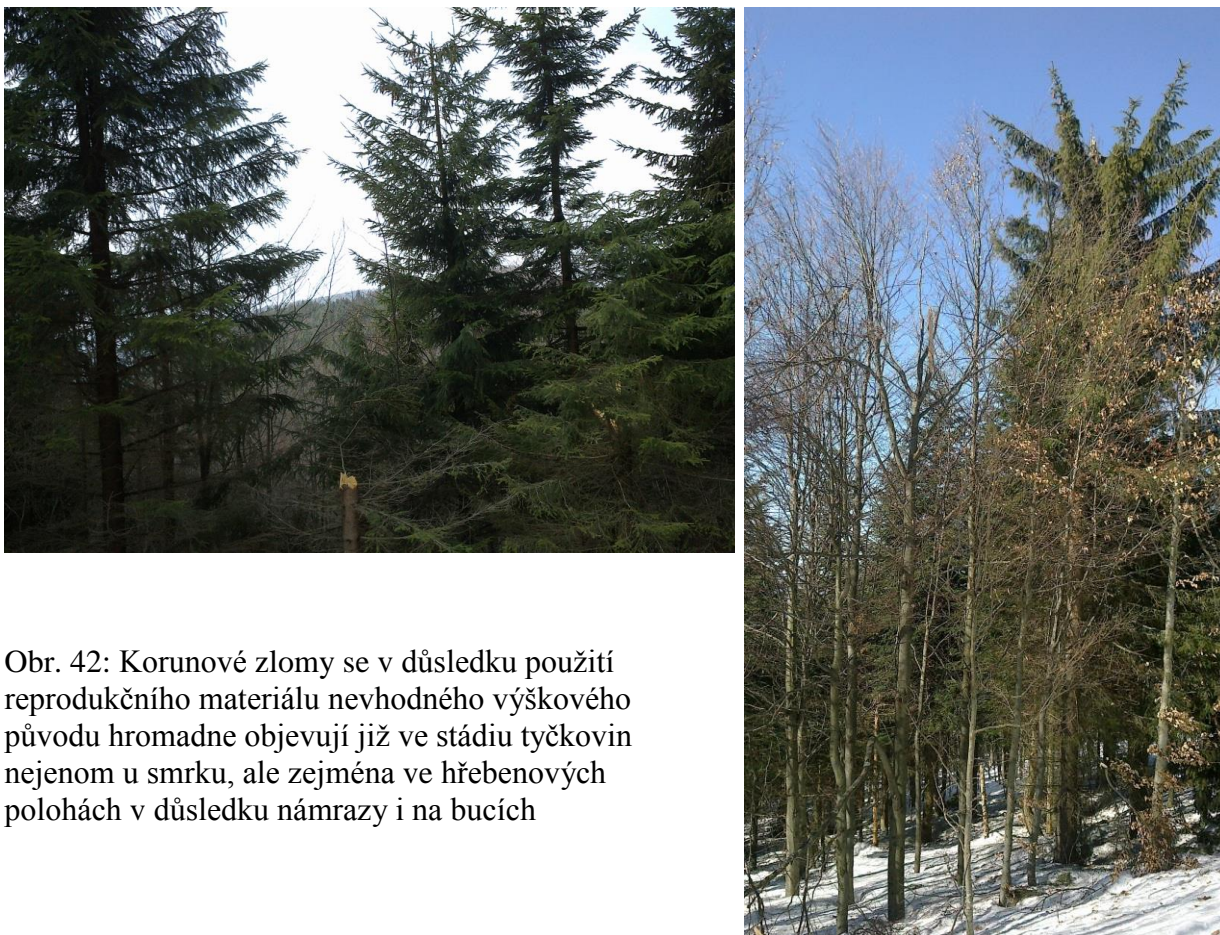 Obr. 42: Korunové zlomy se v důsledku použití
reprodukčního materiálu nevhodného výškového
původu hromadne objevují již ve stádiu tyčkovin
nejenom u smrku, ale zejména ve hřebenových
polohách v důsledku námrazy i na bucích